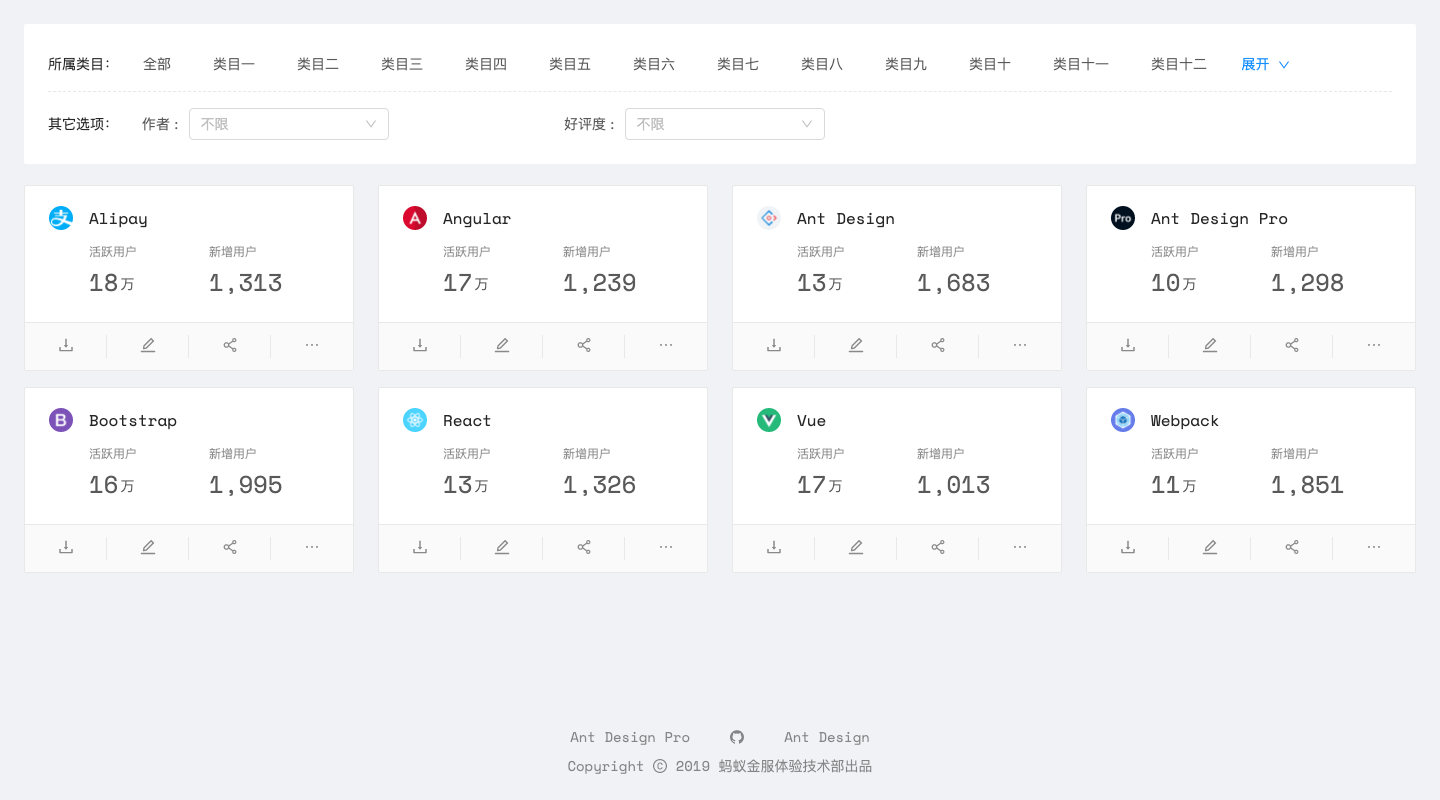 所属类目: 全部 类目一 类目二 类目三 类目四 类目五 类目六 类目七 类目八 类目九 类目十 类目十一 类目十二 展开
其它选项: 作者 : 不限 好评度 : 不限
Alipay
活跃用户 新增用户
18万 1,313
Angular
活跃用户 新增用户
17万 1,239
Ant Design
活跃用户 新增用户
13万 1,683
Pro Ant Design Pro
活跃用户 新增用户
10万 1,298
B Bootstrap
活跃用户 新增用户
16万 1,995
React
活跃用户 新增用户
13万 1,326
Vue
活跃用户 新增用户
17万 1,013
Webpack
活跃用户 新增用户
11万 1,851
Ant Design Pro Ant Design
Copyright © 2019 蚂蚁金服体验技术部出品